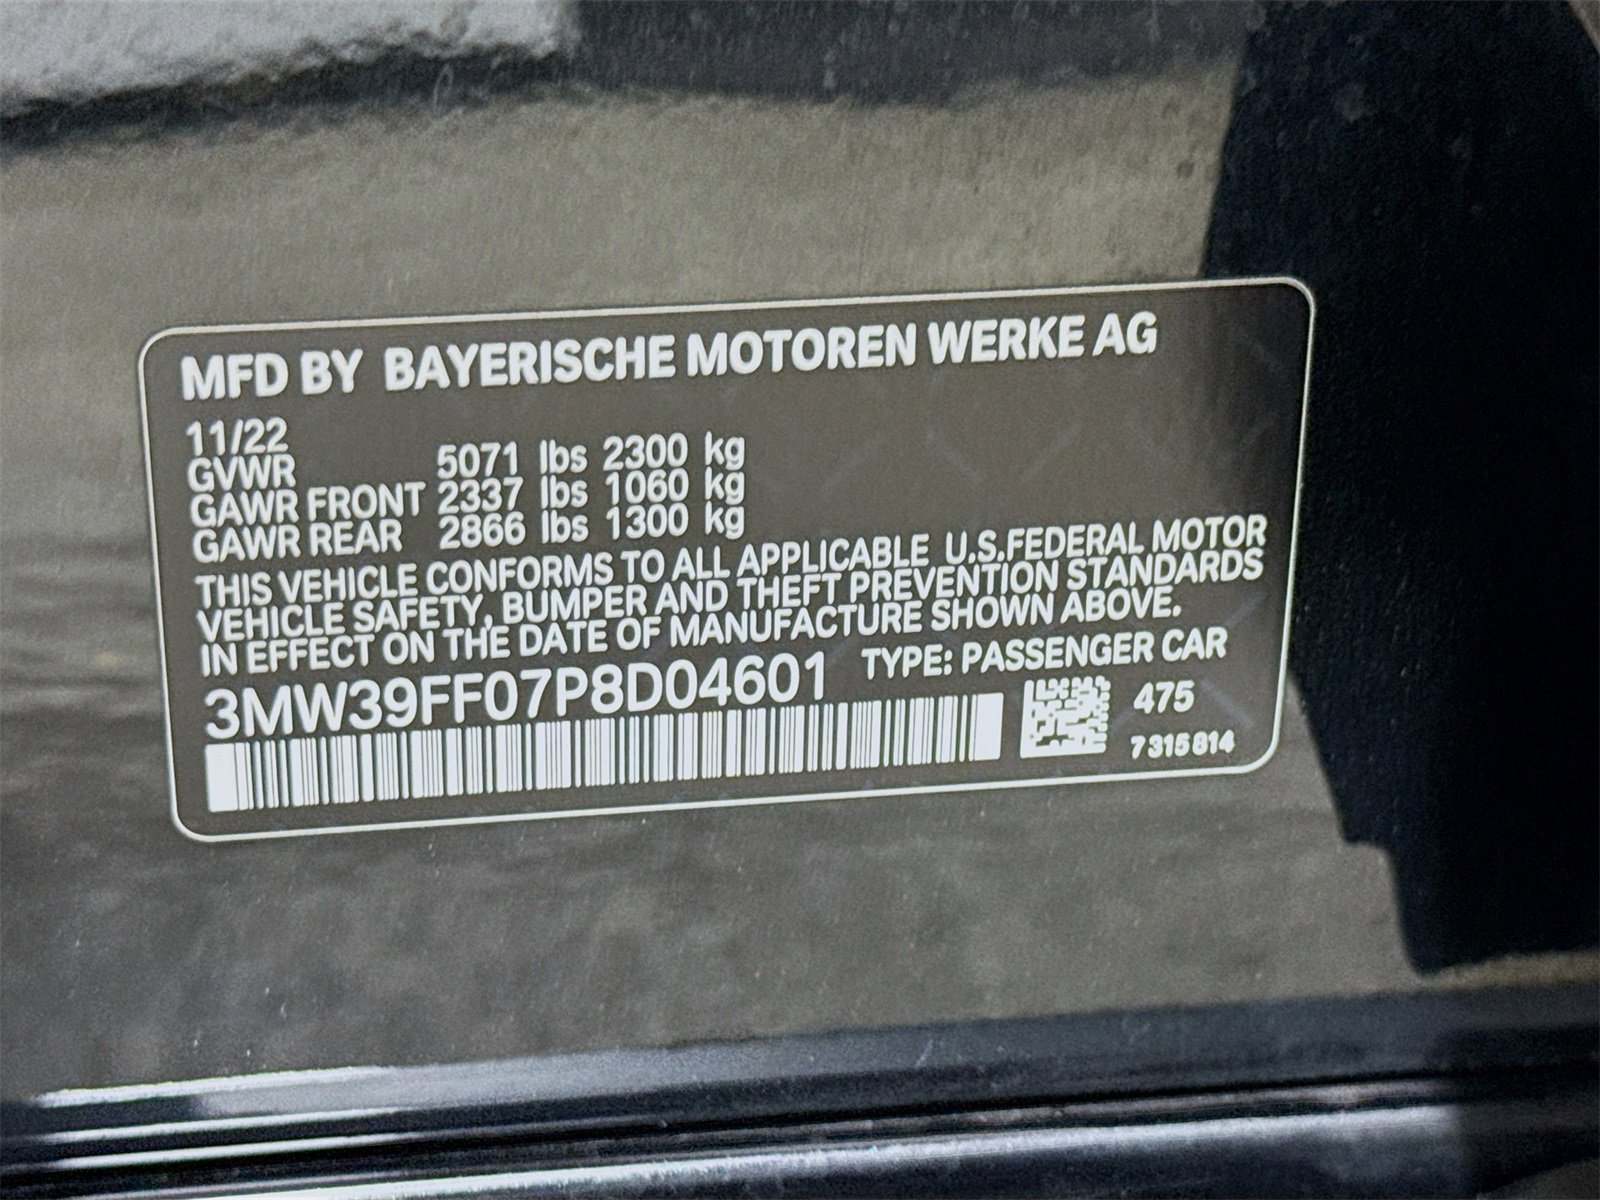 MFD BY BAYERISCHE MOTOREN WERKE AG
11/22
GVWR 5071 lbs 2300 kg
GAWR FRONT 2337 lbs 1060 kg
GAWR REAR 2866 lbs 1300 kg
THIS VEHICLE CONFORMS TO ALL APPLICABLE U.S.FEDERAL MOTOR
VEHICLE SAFETY, BUMPER AND THEFT PREVENTION STANDARDS
IN EFFECT ON THE DATE OF MANUFACTURE SHOWN ABOVE.
3MW39FF07P8D04601 TYPE: PASSENGER CAR
475
7315814